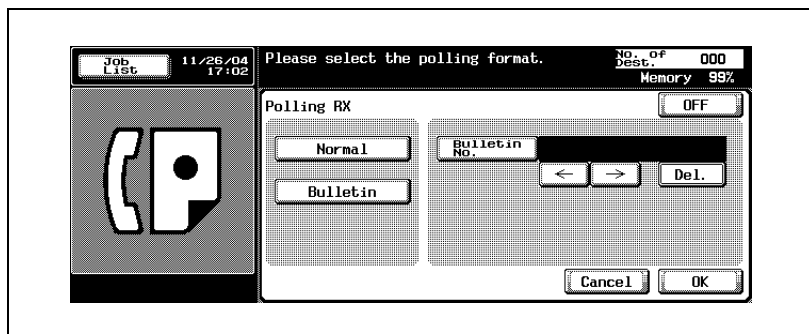 Job List
11/26/04
17:02
Please select the polling format.
No. of Dest.
000
Memory 99%
Polling RX
OFF
Normal
Bulletin No.
← →
Del.
Bulletin
Cancel
OK